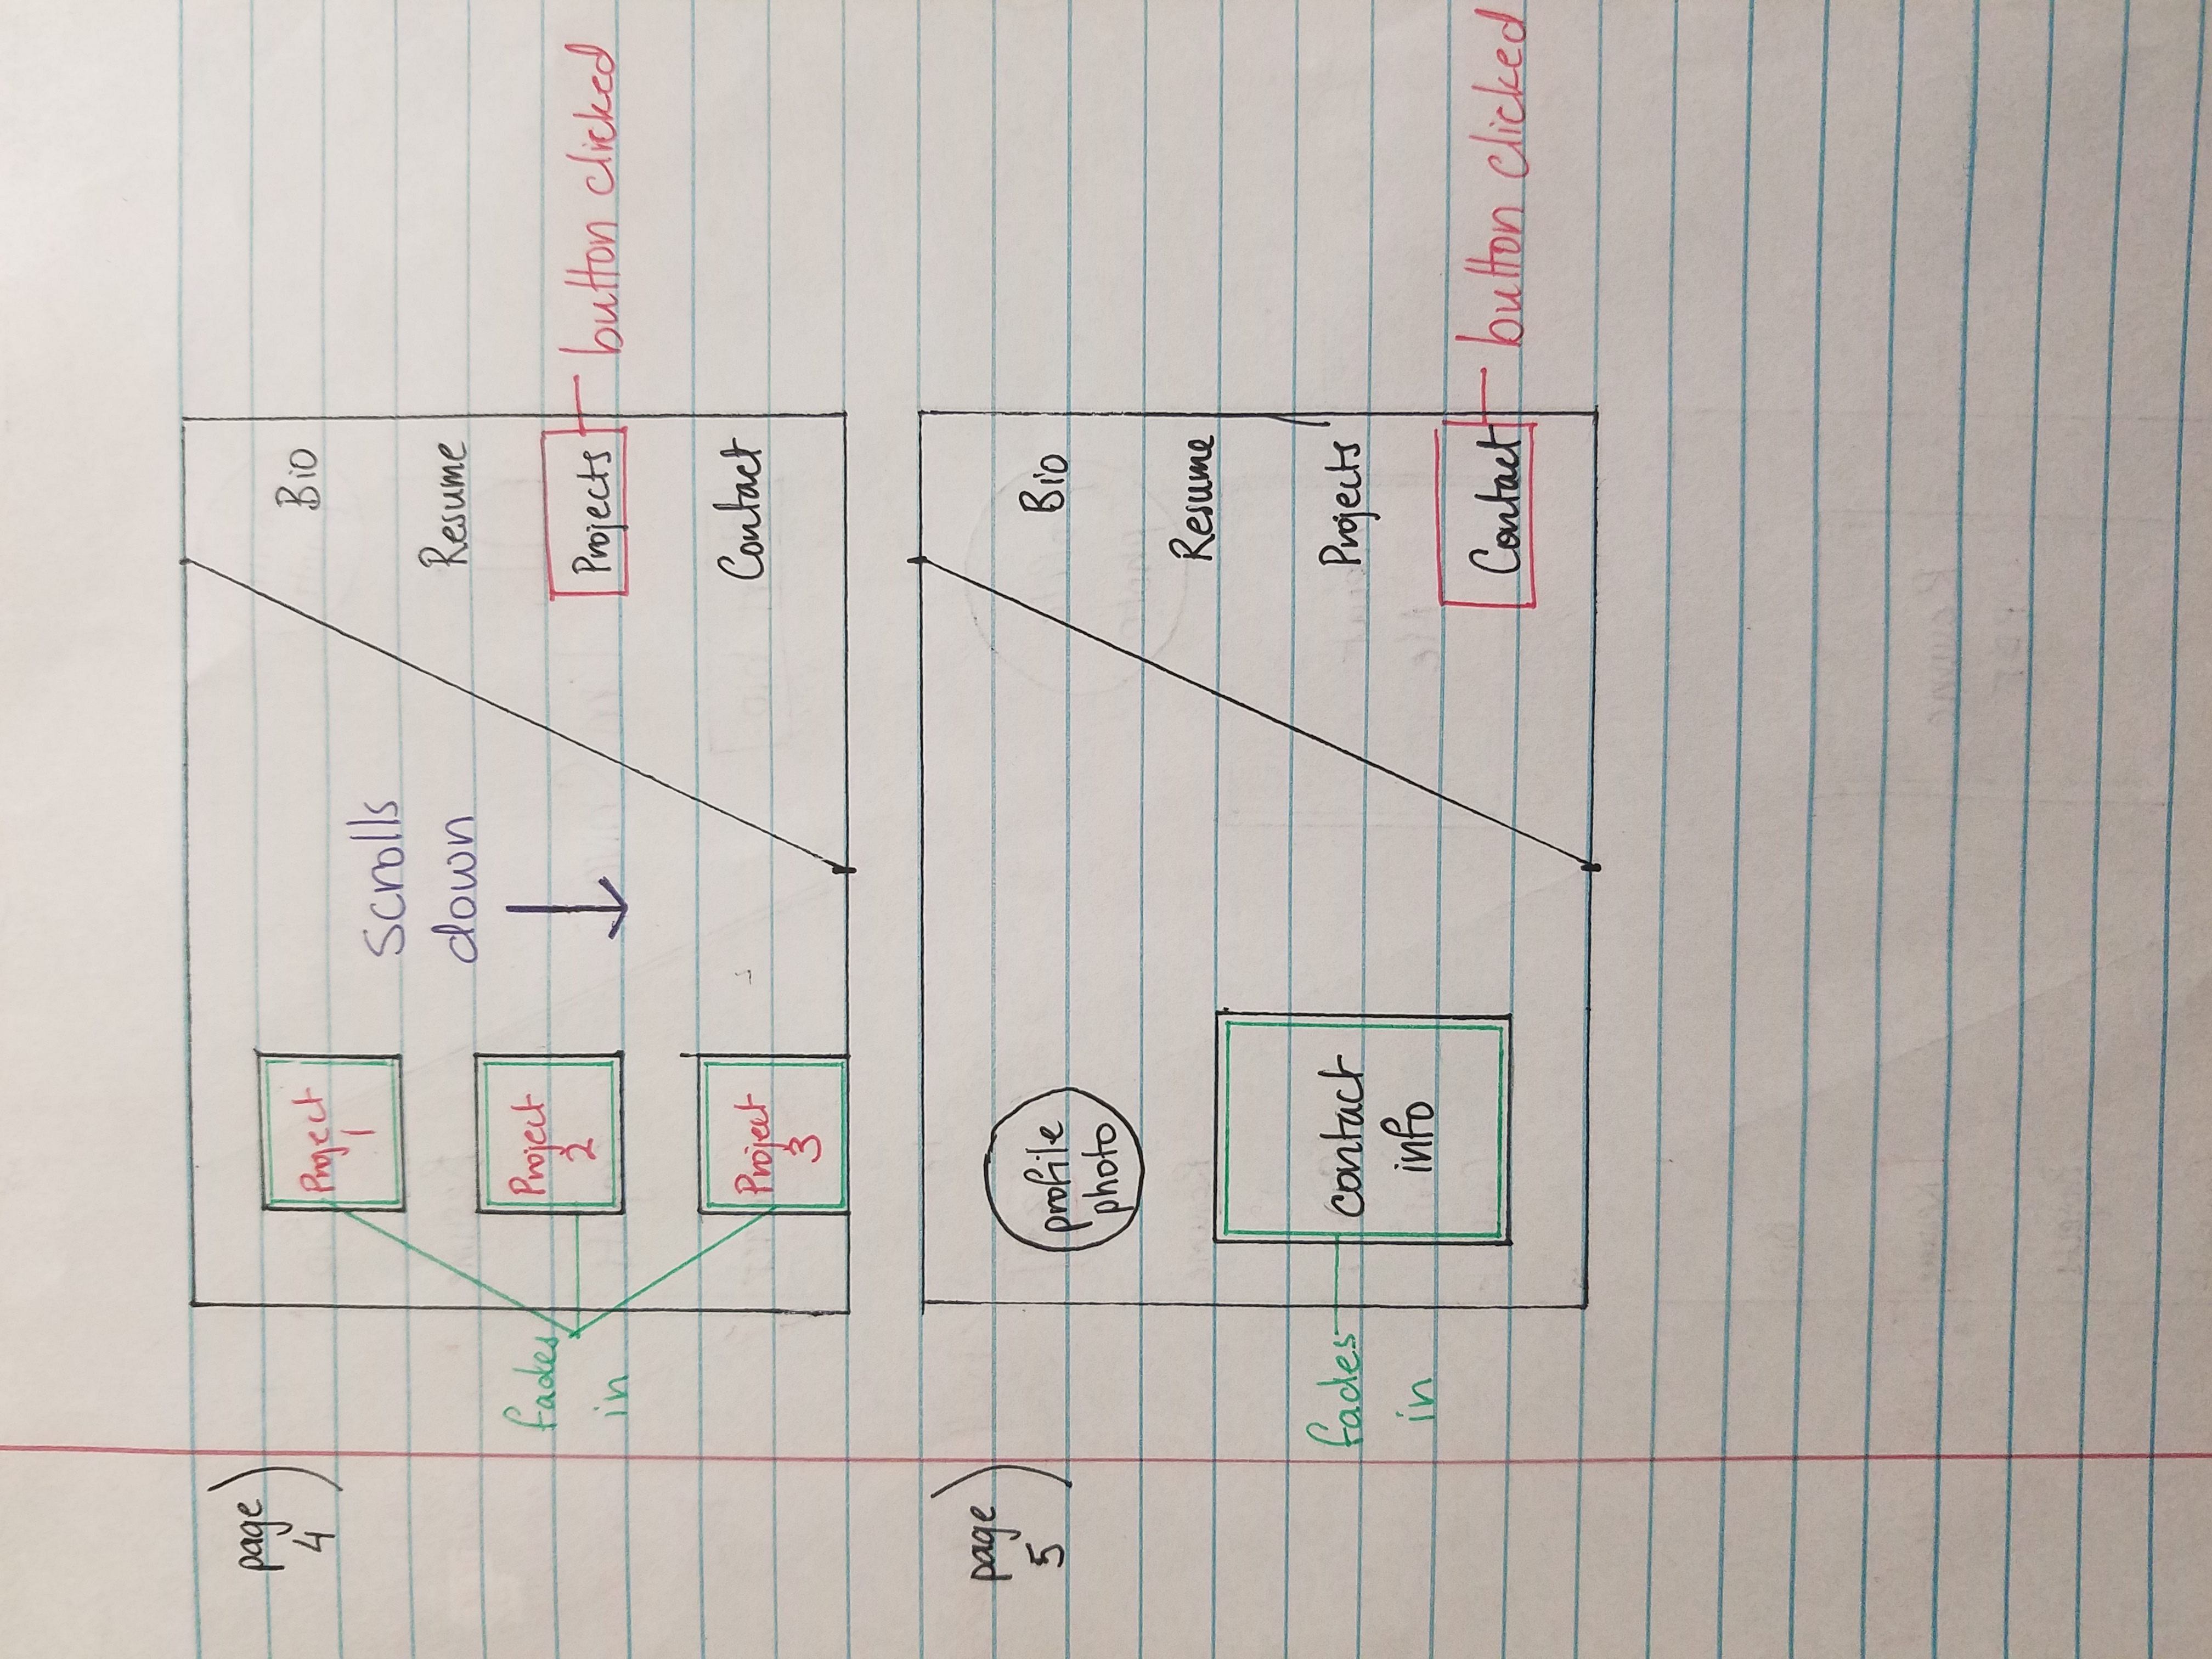 page
4
Project
1
Bio
Scrolls
down
Resume
fades
in
Project
2
Projects
button clicked
Project
3
Contact
page
5
profile
photo
Bio
Resume
fades
in
contact
info
Projects
Contact
button clicked